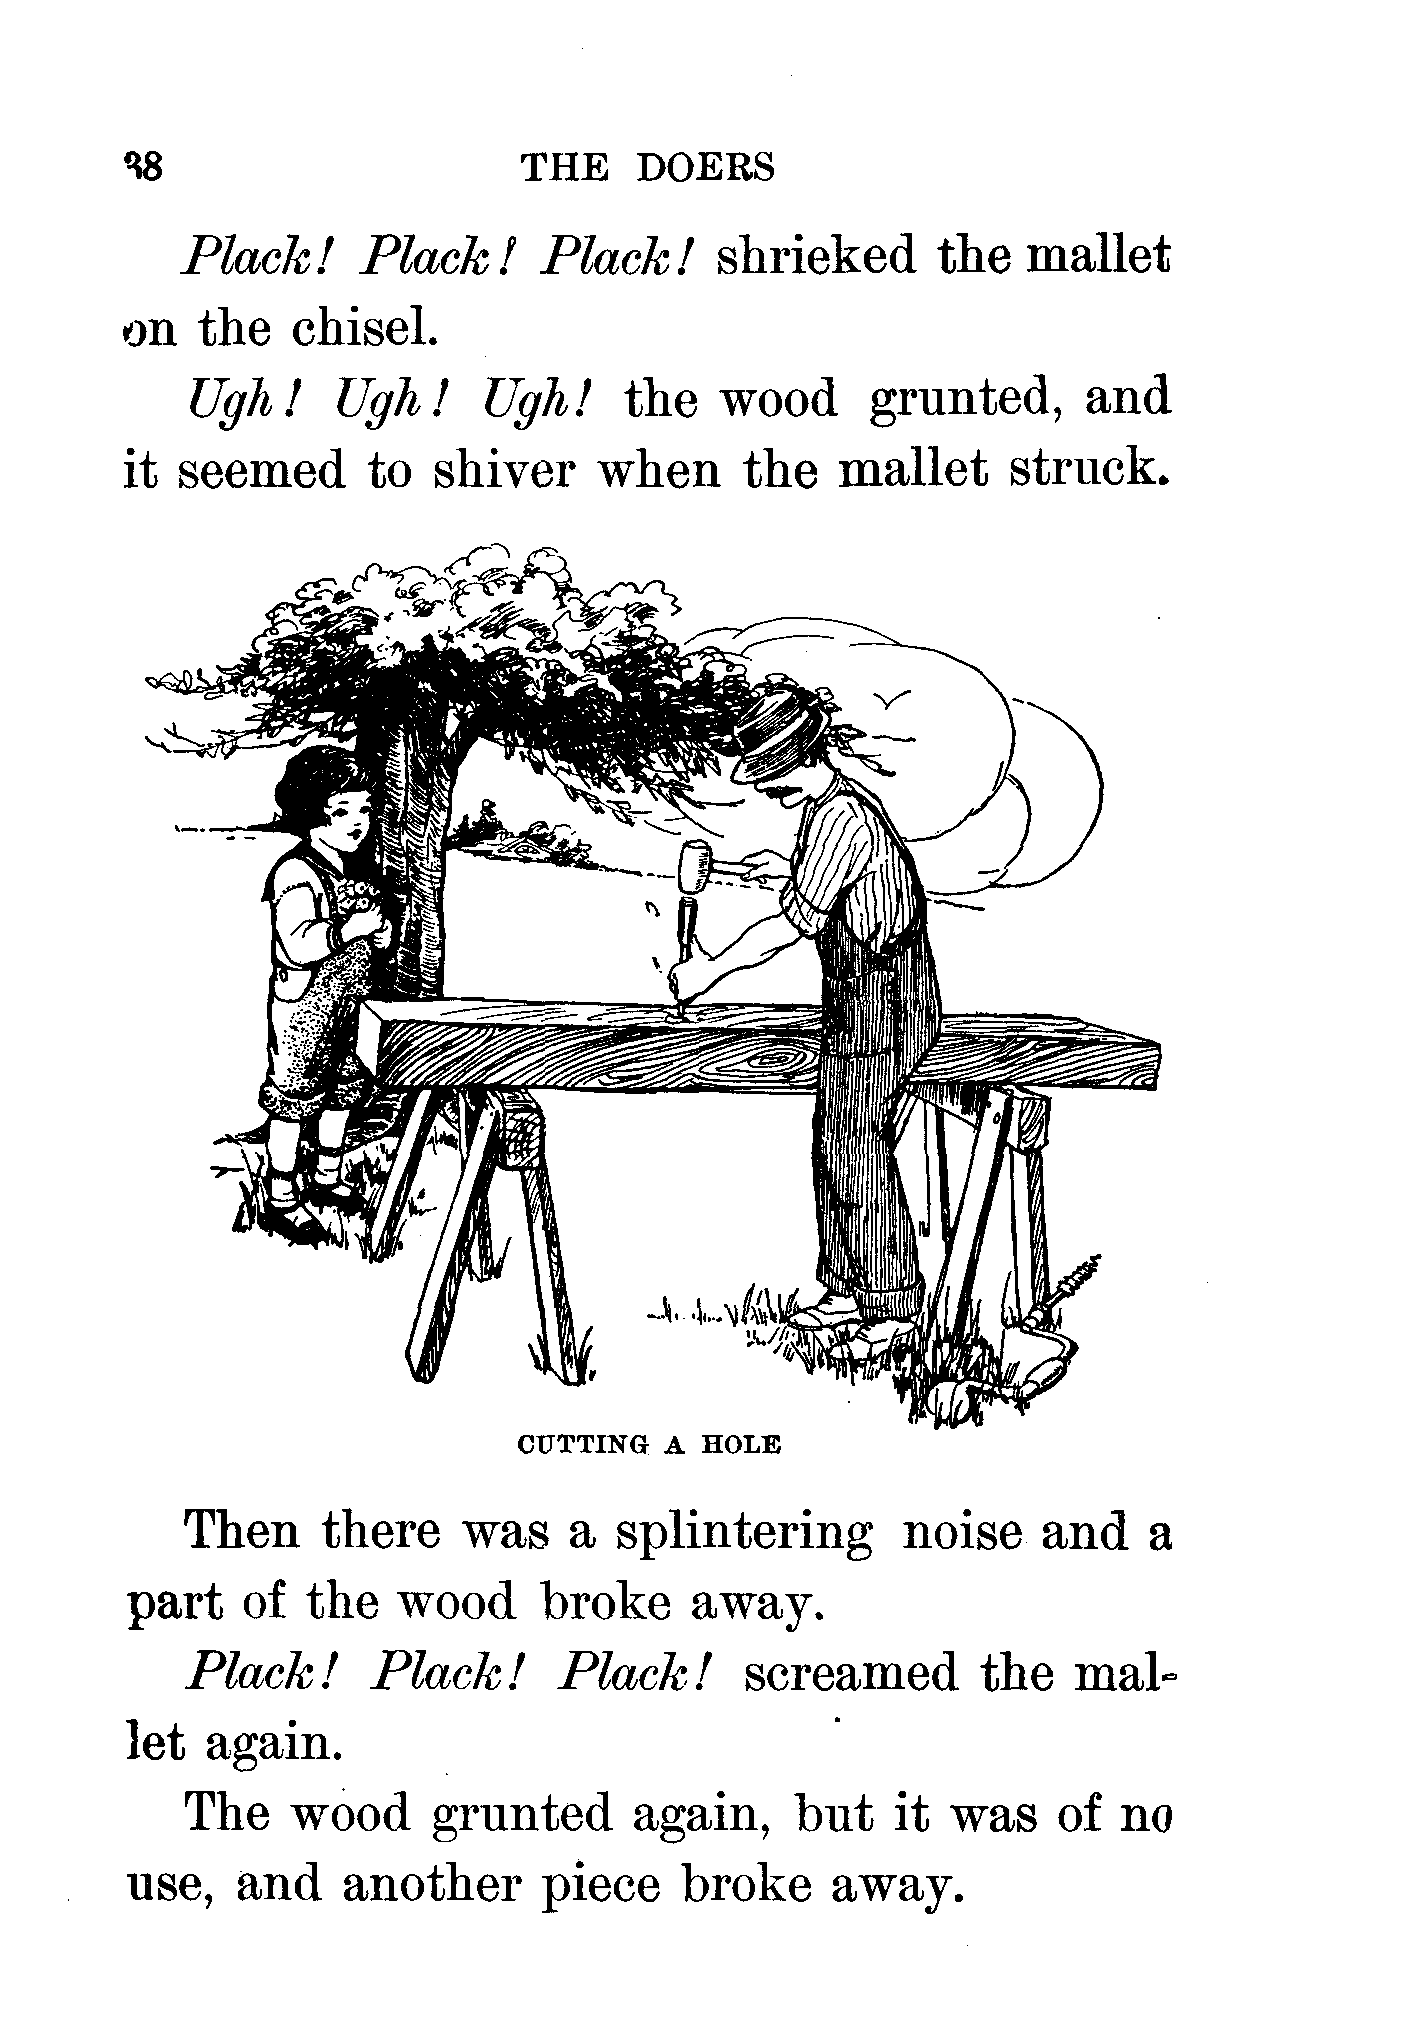 38 THE DOERS
Plack! Plack! Plack! shrieked the mallet
on the chisel.
Ugh! Ugh! Ugh! the wood grunted, and
it seemed to shiver when the mallet struck.
CUTTING A HOLE
Then there was a splintering noise and a
part of the wood broke away.
Plack! Plack! Plack! screamed the mal-
let again.
The wood grunted again, but it was of no
use, and another piece broke away.